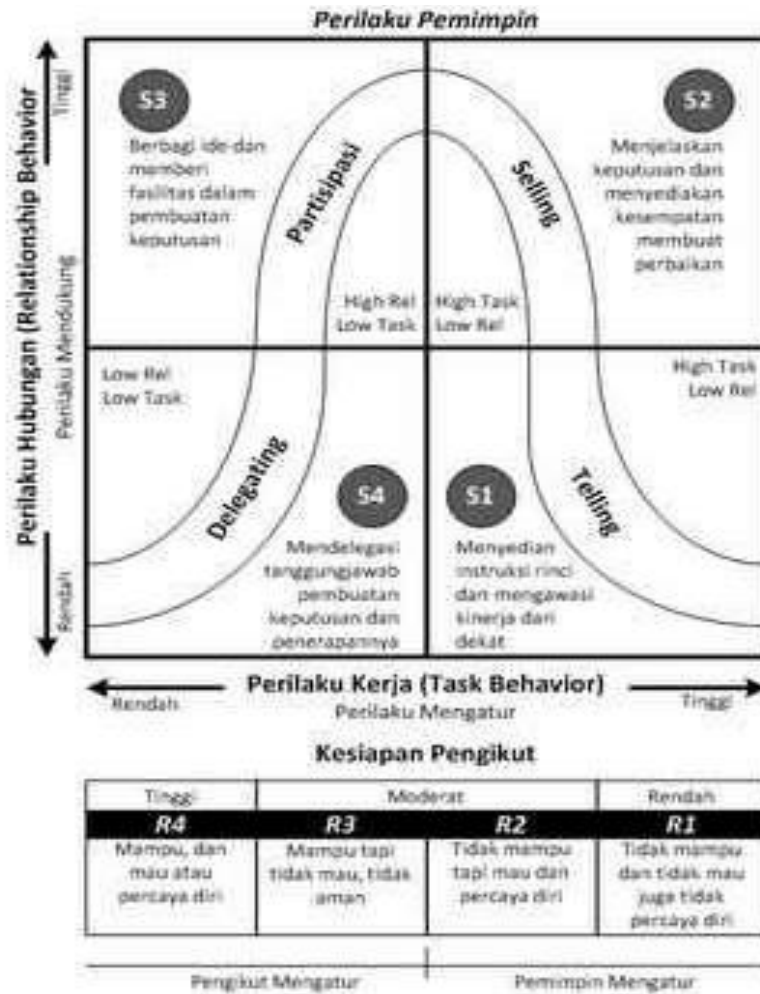 Perilaku Pemimpin
Perilaku Hubungan (Relationship Behavior
Perilaku Mendukung
Tinggi
Rendah
S3
Berbagi ide dan
memberi
fasilitas dalam
pembuatan
keputusan
Partisipasi
High Rel
Low Task
S2
Menjelaskan
keputusan dan
menyediakan
kesempatan
membuat
perbaikan
Selling
High Task
Low Rel
Low Rel
Low Task
Delegating
S4
Mendelegasi
tanggungjawab
pembuatan
keputusan dan
penerapannya
High Task
Low Rel
S1
Menyedian
instruksi rinci
dan mengawasi
sinerja dari
dekat
Telling
Perilaku Kerja (Task Behavior)
Rendah
Tinggi
Perilaku Mengatur
Kesiapan Pengikut
Tinggi Moderat Rendah
R4 R3 R2 R1
Mampu, dan
mau atau
percaya diri
Mampu tapi
tidak mau, tidak
aman
Tidak mampu
tapi mau dan
percaya diri
Tidak mampu
dan tidak mau
juga tidak
percaya diri
Pengikut Mengatur Pemimpin Mengatur